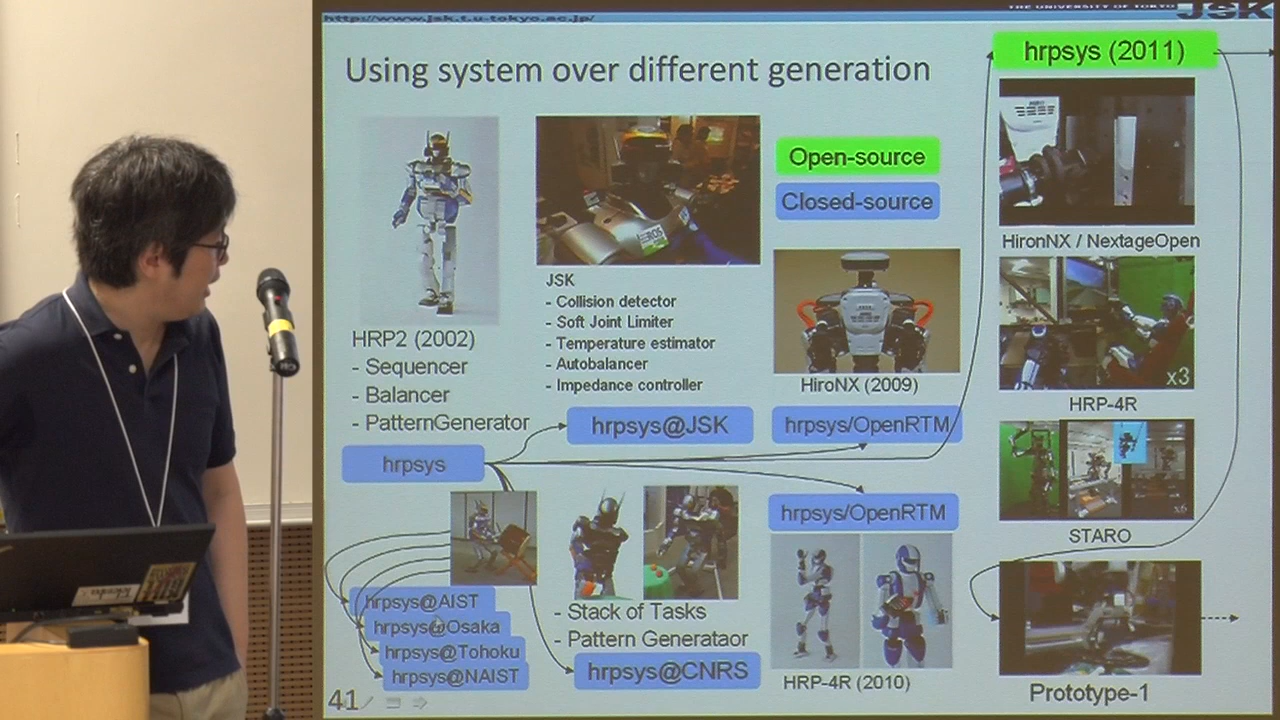 http://www.jsk.t.u-tokyo.ac.jp/
THE UNIVERSITY OF TOKYO JSK
Using system over different generation
hrpsys (2011)
Open-source
Closed-source
HRP2 (2002)
- Sequencer
- Balancer
- PatternGenerator
hrpsys
JSK
- Collision detector
- Soft Joint Limiter
- Temperature estimator
- Autobalancer
- Impedance controller
hrpsys@JSK
HiroNX (2009)
hrpsys/OpenRTM
HironNX / NextageOpen
x3
HRP-4R
x6
STARO
Prototype-1
hrpsys@AIST
hrpsys@Osaka
hrpsys@Tohoku
hrpsys@NAIST
- Stack of Tasks
- Pattern Generataor
hrpsys@CNRS
hrpsys/OpenRTM
HRP-4R (2010)
41